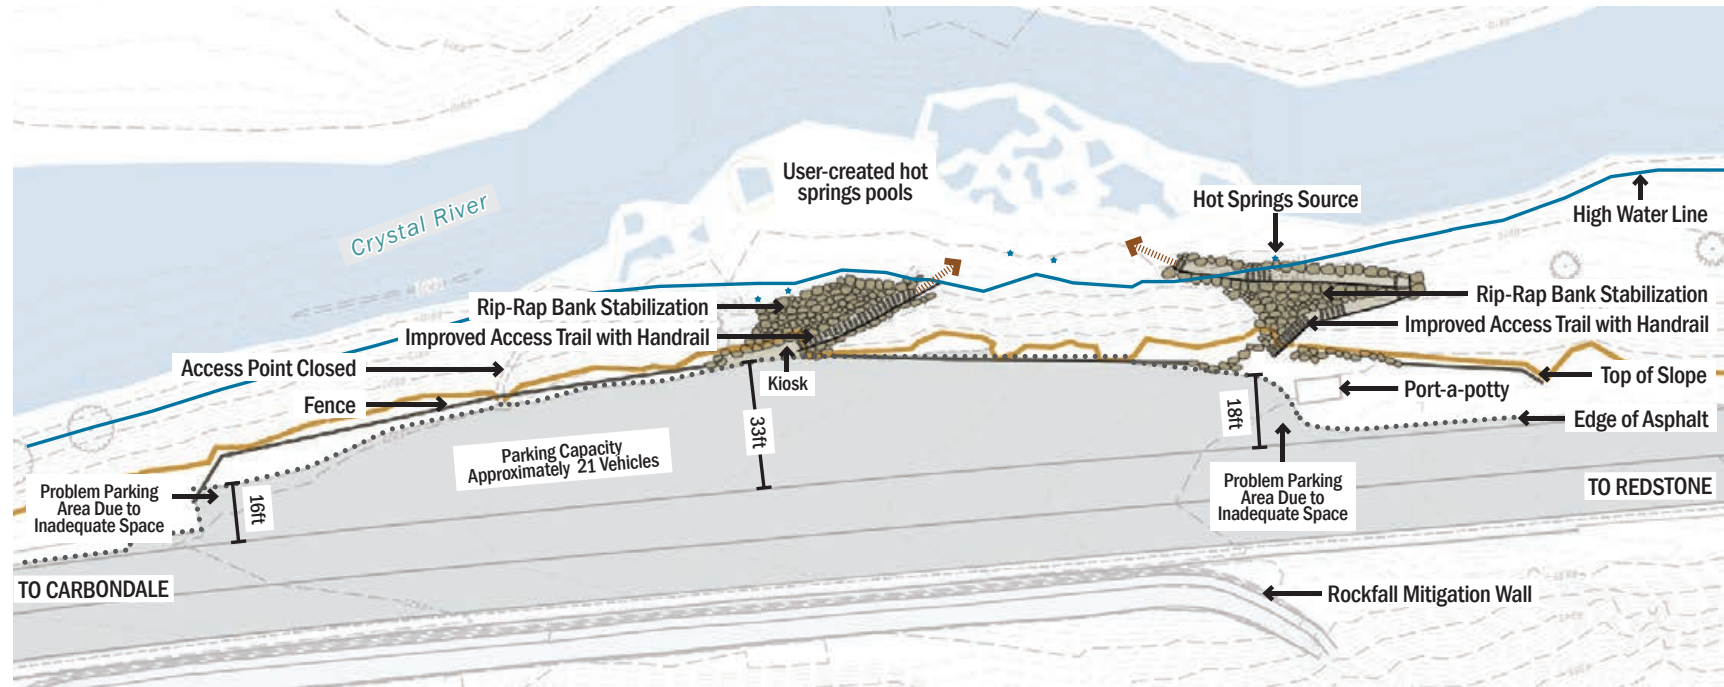 User-created hot
springs pools
Crystal River
Hot Springs Source
High Water Line
Rip-Rap Bank Stabilization
Improved Access Trail with Handrail
Rip-Rap Bank Stabilization
Improved Access Trail with Handrail
Access Point Closed
Kiosk
Top of Slope
Port-a-potty
Fence
Edge of Asphalt
33ft
18ft
Parking Capacity
Approximately 21 Vehicles
Problem Parking
Area Due to
Inadequate Space
16ft
Problem Parking
Area Due to
Inadequate Space
TO REDSTONE
TO CARBONDALE
Rockfall Mitigation Wall